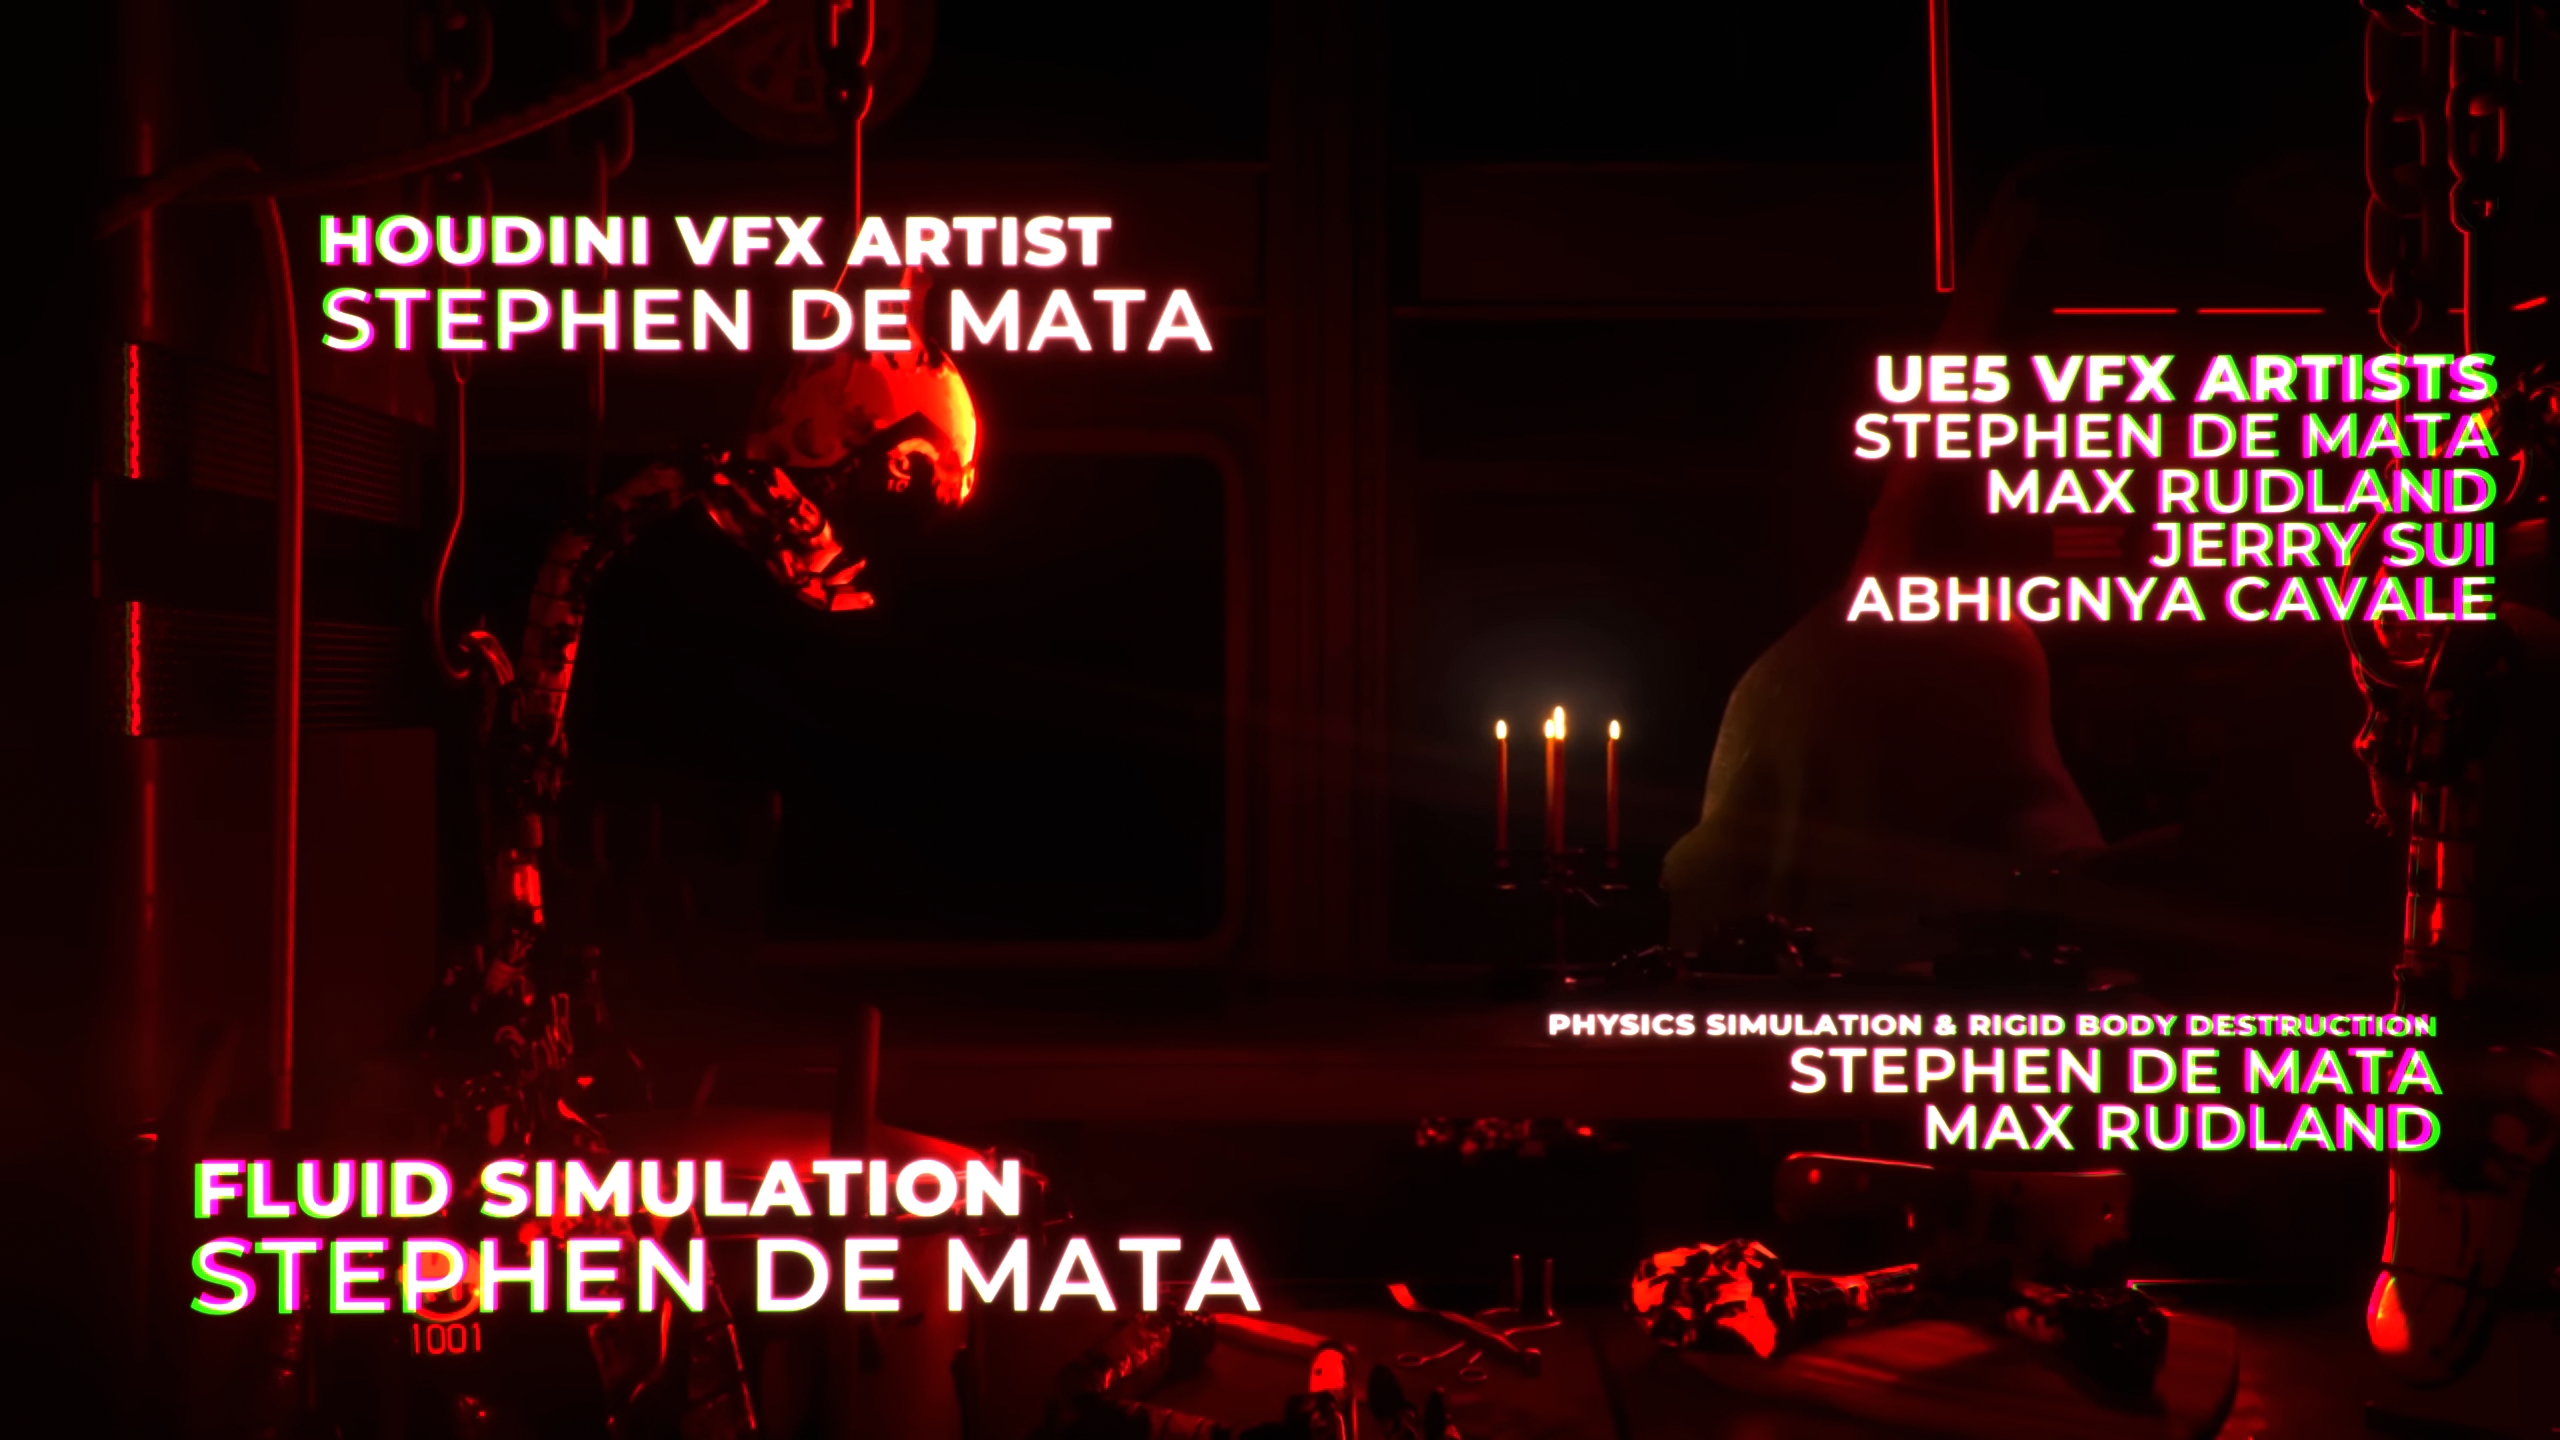 HOUDINI VFX ARTIST
STEPHEN DE MATA
UE5 VFX ARTISTS
STEPHEN DE MATA
MAX RUDLAND
JERRY SUI
ABHIGNYA CAVALE
PHYSICS SIMULATION & RIGID BODY DESTRUCTION
STEPHEN DE MATA
MAX RUDLAND
FLUID SIMULATION
STEPHEN DE MATA
1001